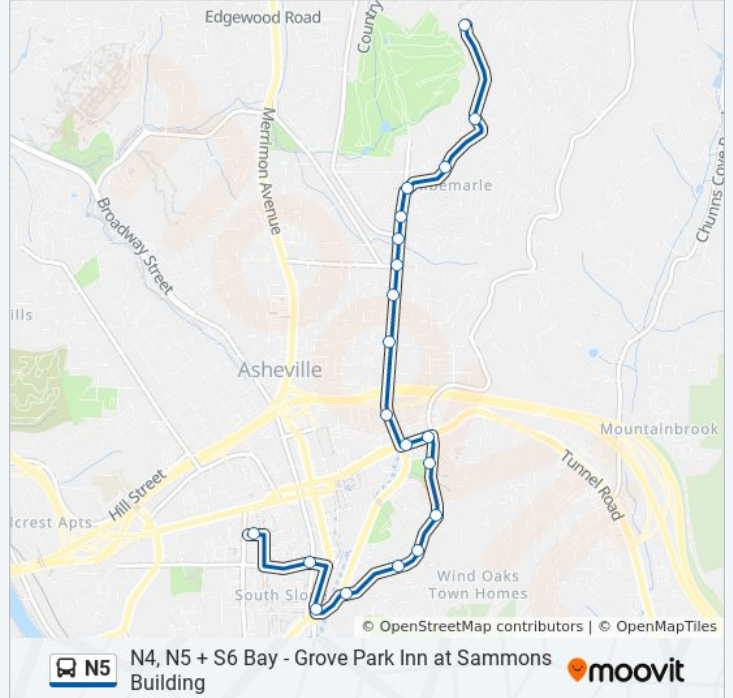 Edgewood Road
Country
Merrimon Avenue
bemarle
Broadway Street
Chunns Cove
ills
Asheville
Mountainbrook
Tunnel Road
Hill Street
lcrest Apts
Wind Oaks
Town Homes
South Slo
© OpenStreetMap contributors | © OpenMapTiles
N5
N4, N5 + S6 Bay - Grove Park Inn at Sammons
Building
moovit